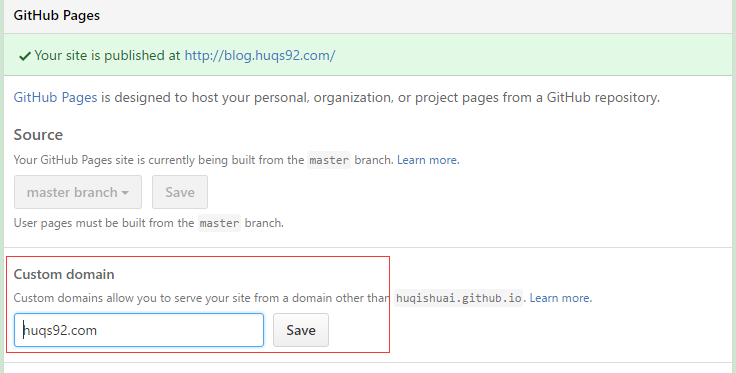 GitHub Pages
Your site is published at http://blog.huqs92.com/
GitHub Pages is designed to host your personal, organization, or project pages from a GitHub repository.
Source
Your GitHub Pages site is currently being built from the master branch. Learn more.
master branch Save
User pages must be built from the master branch.
Custom domain
Custom domains allow you to serve your site from a domain other than huqishuai.github.io. Learn more.
huqs92.com Save